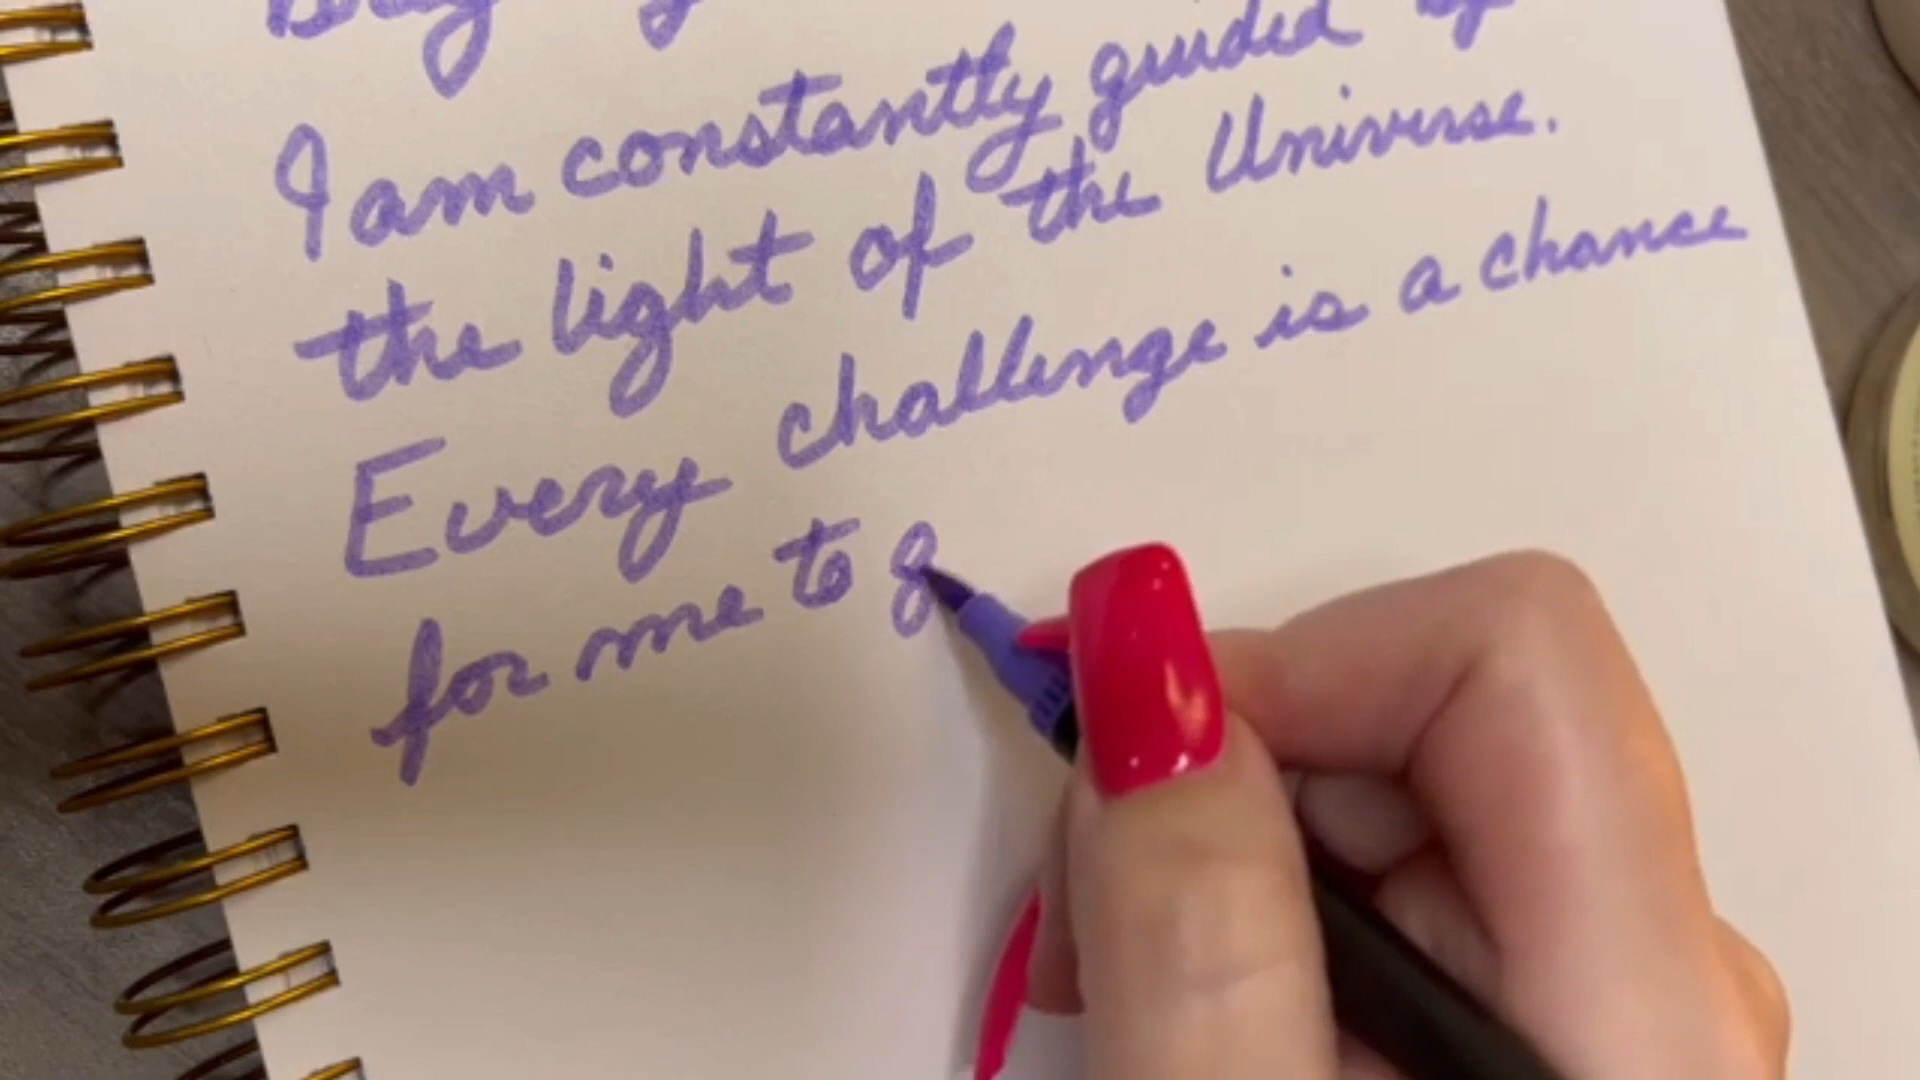 I am constantly guided by
the light of the Universe.
Every challenge is a chance
for me to g